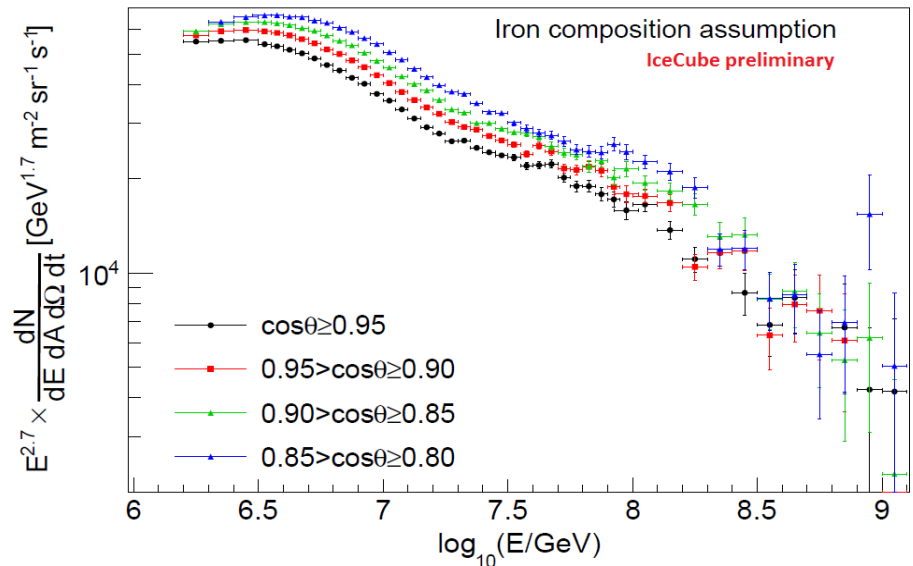 Iron composition assumption
IceCube preliminary
E^2.7 × dN/dE dA dΩ dt [GeV^1.7 m^-2 sr^-1 s^-1]
10^4
cosθ≥0.95
0.95>cosθ≥0.90
0.90>cosθ≥0.85
0.85>cosθ≥0.80
6 6.5 7 7.5 8 8.5 9
log_10(E/GeV)